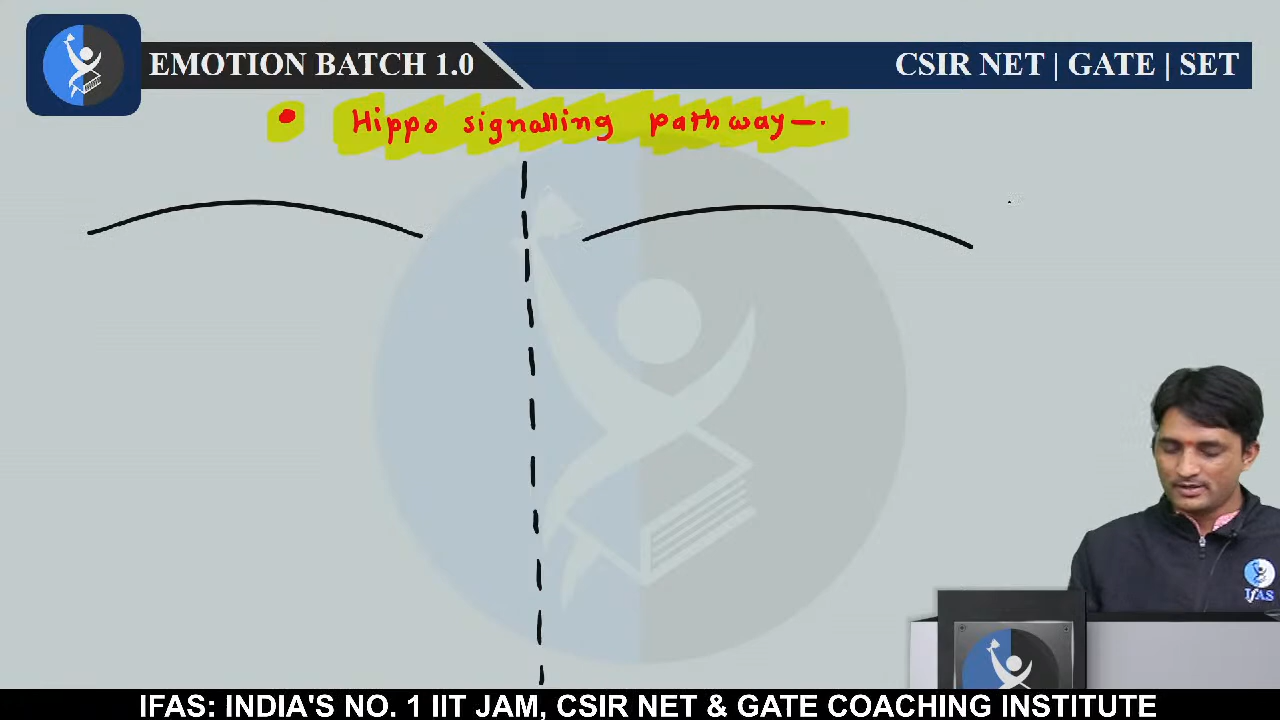 EMOTION BATCH 1.0
CSIR NET | GATE | SET
• Hippo signalling pathway—.
IFAS
IFAS: INDIA'S NO. 1 IIT JAM, CSIR NET & GATE COACHING INSTITUTE